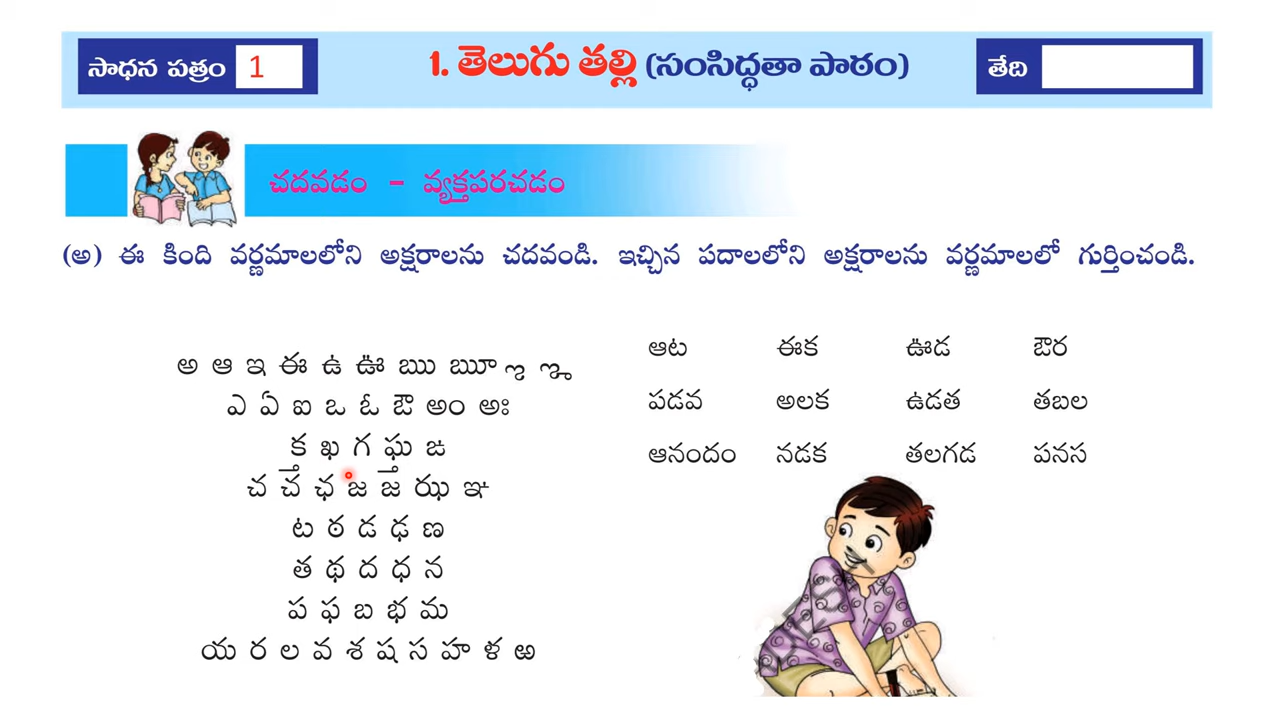 సాధన పత్రం 1
1. తెలుగు తల్లి (సంసిద్ధతా పాఠం)
తేది
చదవడం - వ్యక్తపరచడం
(అ) ఈ కింది వర్ణమాలలోని అక్షరాలను చదవండి. ఇచ్చిన పదాలలోని అక్షరాలను వర్ణమాలలో గుర్తించండి.
అ ఆ ఇ ఈ ఉ ఊ ఋ ౠ ఌ ౡ
ఎ ఏ ఐ ఒ ఓ ఔ అం అః
క ఖ గ ఘ ఙ
చ ౘ ఛ జ ౙ ఝ ఞ
ట ఠ డ ఢ ణ
త థ ద ధ న
ప ఫ బ భ మ
య ర ల వ శ ష స హ ళ ఱ
ఆట ఈక ఊడ ఔర
పడవ అలక ఉడత తబల
ఆనందం నడక తలగడ పనస